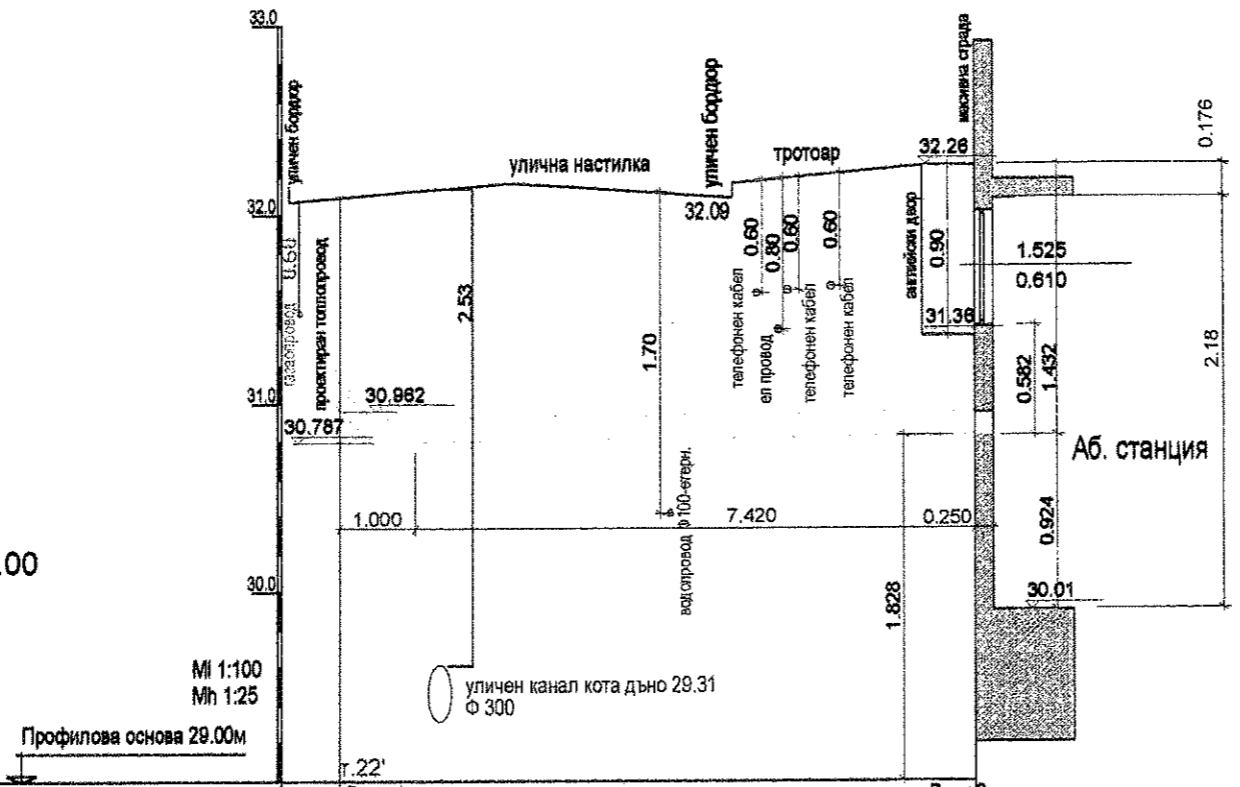 33.0
32.0
31.0
30.0
уличен бордюр
улична настилка
уличен бордюр
тротоар
масивна сграда
32.26
0.176
32.09
проектиран топлопровод
2.53
1.70
0.60
0.80
0.60
0.60
телефонен кабел
ел провод
телефонен кабел
телефонен кабел
английски двор
0.90
31.36
1.525
0.610
2.18
0.582
1.432
30.962
30.787
Аб. станция
1.000
7.420
0.250
0.924
водопровод ф100-етерн.
.00
30.01
1.828
Ml 1:100
Mh 1:25
уличен канал кота дъно 29.31
Ф 300
Профилова основа 29.00м
т.22'